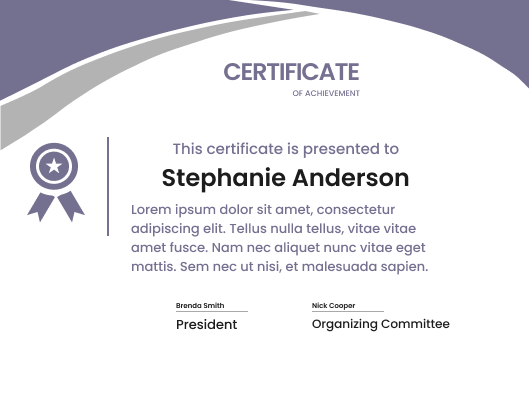 CERTIFICATE
OF ACHIEVEMENT
This certificate is presented to
Stephanie Anderson
Lorem ipsum dolor sit amet, consectetur
adipiscing elit. Tellus nulla tellus, vitae vitae
amet fusce. Nam nec aliquet nunc vitae eget
mattis. Sem nec ut nisi, et malesuada sapien.
Brenda Smith
President
Nick Cooper
Organizing Committee